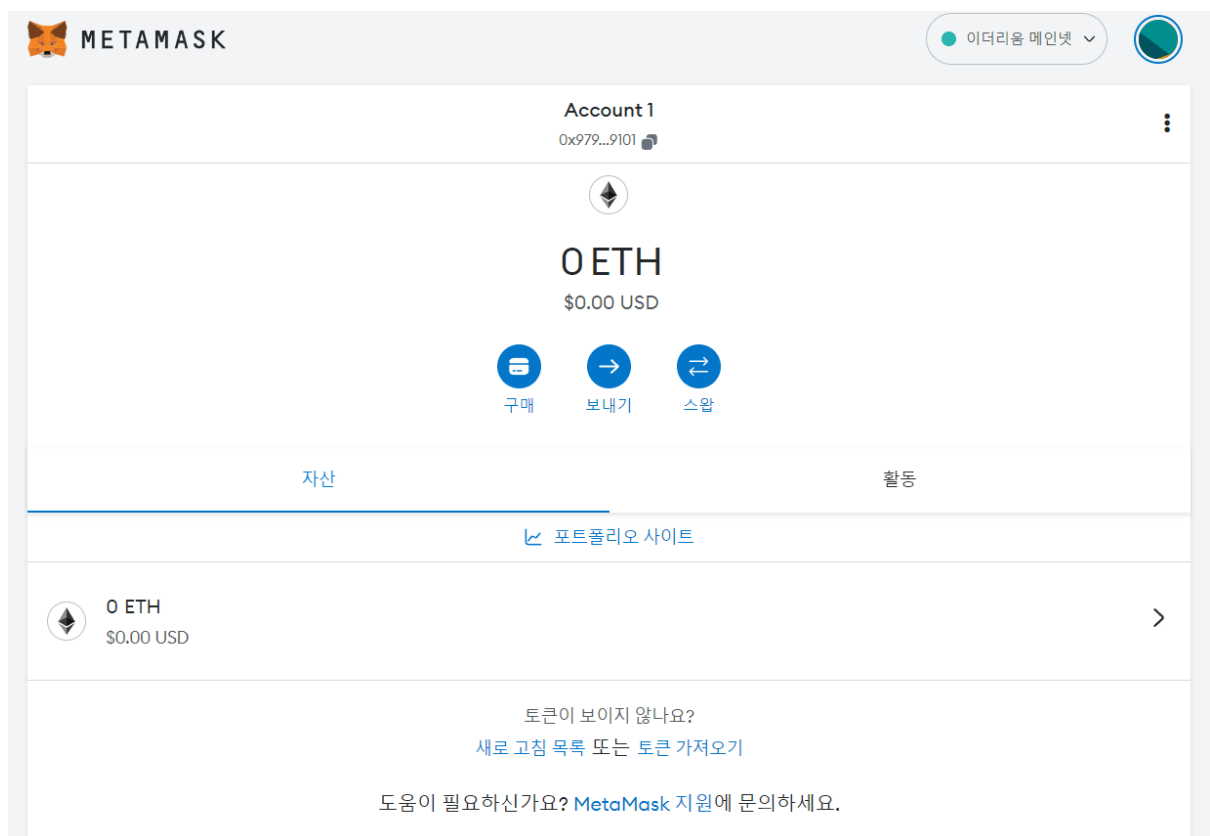 METAMASK
이더리움 메인넷
Account 1
0x979...9101
0 ETH
$0.00 USD
구매 보내기 스왑
자산 활동
포트폴리오 사이트
0 ETH
$0.00 USD
토큰이 보이지 않나요?
새로 고침 목록 또는 토큰 가져오기
도움이 필요하신가요? MetaMask 지원에 문의하세요.